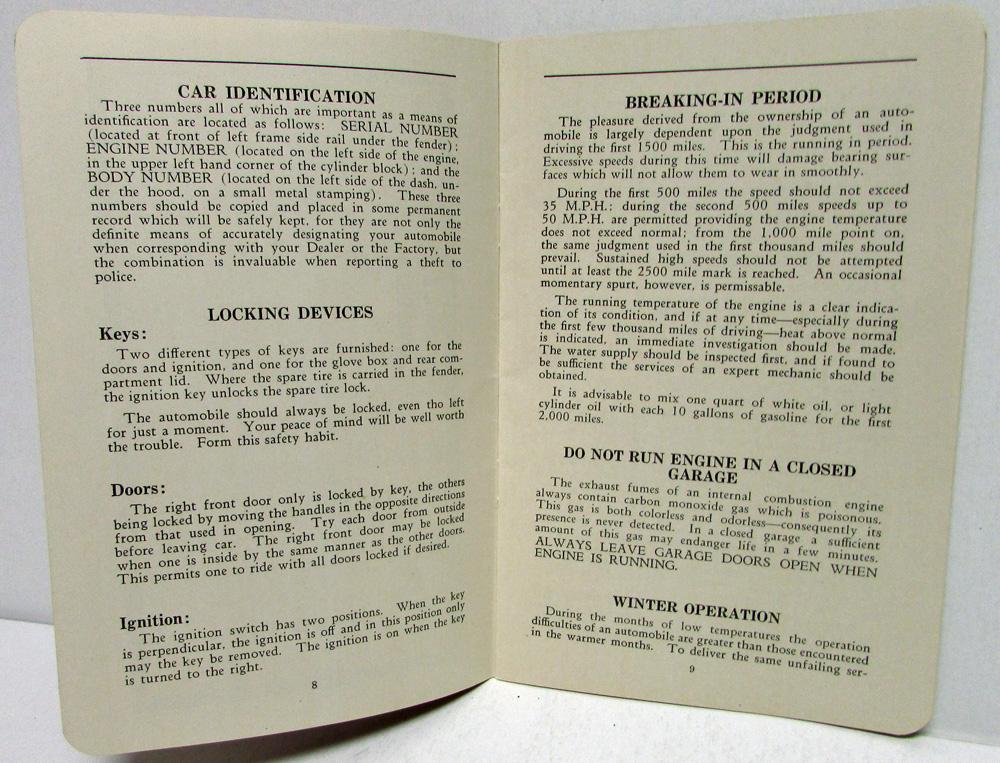 CAR IDENTIFICATION
Three numbers all of which are important as a means of
identification are located as follows: SERIAL NUMBER
(located at front of left frame side rail under the fender);
ENGINE NUMBER (located on the left side of the engine,
in the upper left hand corner of the cylinder block); and the
BODY NUMBER (located on the left side of the dash, un-
der the hood, on a small metal stamping). These three
numbers should be copied and placed in some permanent
record which will be safely kept, for they are not only the
definite means of accurately designating your automobile
when corresponding with your Dealer or the Factory, but
the combination is invaluable when reporting a theft to
police.
LOCKING DEVICES
Keys:
Two different types of keys are furnished: one for the
doors and ignition, and one for the glove box and rear com-
partment lid. Where the spare tire is carried in the fender,
the ignition key unlocks the spare tire lock.
The automobile should always be locked, even tho left
for just a moment. Your peace of mind will be well worth
the trouble. Form this safety habit.
Doors:
The right front door only is locked by key, the others
being locked by moving the handles in the opposite directions
from that used in opening. Try each door from outside
before leaving car. The right front door may be locked
when one is inside by the same manner as the other doors.
This permits one to ride with all doors locked if desired.
Ignition:
The ignition switch has two positions. When the key
is perpendicular, the ignition is off and in this position only
may the key be removed. The ignition is on when the key
is turned to the right.
8
BREAKING-IN PERIOD
The pleasure derived from the ownership of an auto-
mobile is largely dependent upon the judgment used in
driving the first 1500 miles. This is the running in period.
Excessive speeds during this time will damage bearing sur-
faces which will not allow them to wear in smoothly.
During the first 500 miles the speed should not exceed
35 M.P.H.; during the second 500 miles speeds up to
50 M.P.H. are permitted providing the engine temperature
does not exceed normal; from the 1,000 mile point on,
the same judgment used in the first thousand miles should
prevail. Sustained high speeds should not be attempted
until at least the 2500 mile mark is reached. An occasional
momentary spurt, however, is permissable.
The running temperature of the engine is a clear indica-
tion of its condition, and if at any time—especially during
the first few thousand miles of driving—heat above normal
is indicated, an immediate investigation should be made.
The water supply should be inspected first, and if found to
be sufficient the services of an expert mechanic should be
obtained.
It is advisable to mix one quart of white oil, or light
cylinder oil with each 10 gallons of gasoline for the first
2,000 miles.
DO NOT RUN ENGINE IN A CLOSED
GARAGE
The exhaust fumes of an internal combustion engine
always contain carbon monoxide gas which is poisonous.
This gas is both colorless and odorless—consequently its
presence is never detected. In a closed garage a sufficient
amount of this gas may endanger life in a few minutes.
ALWAYS LEAVE GARAGE DOORS OPEN WHEN
ENGINE IS RUNNING.
WINTER OPERATION
During the months of low temperatures the operation
difficulties of an automobile are greater than those encountered
in the warmer months. To deliver the same unfailing ser-
9